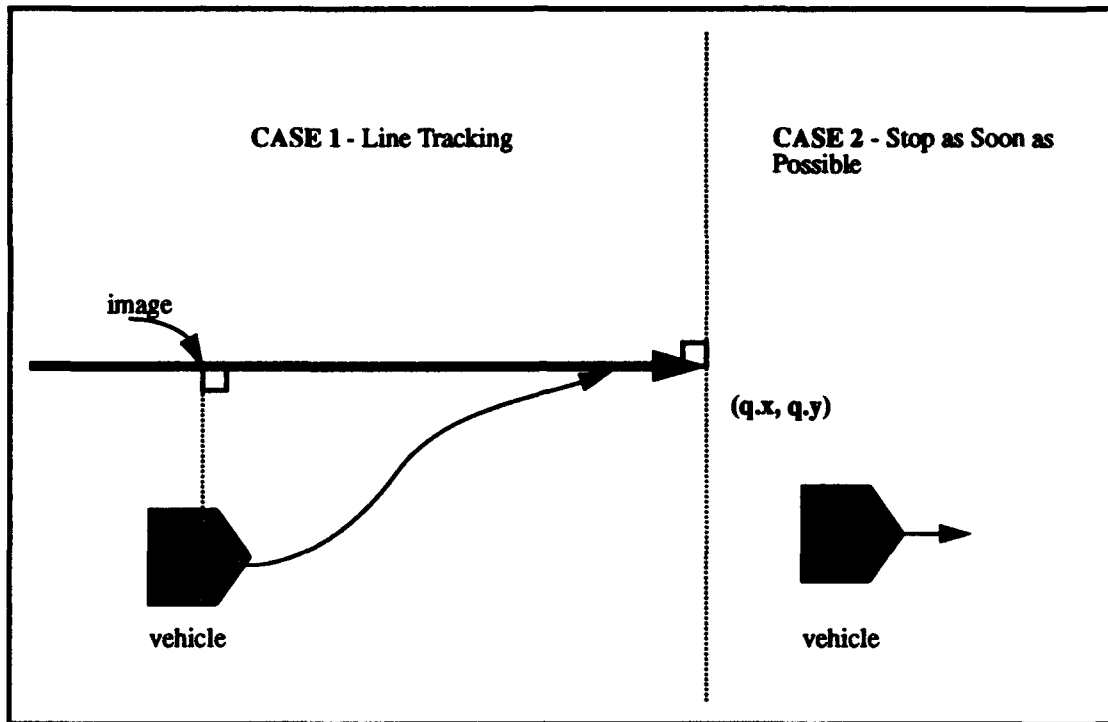 CASE 1 - Line Tracking
CASE 2 - Stop as Soon as
Possible
image
(q.x, q.y)
vehicle
vehicle